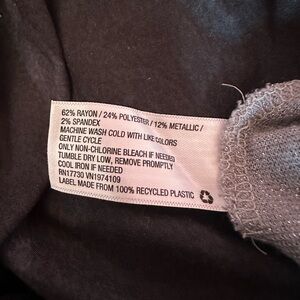 62% RAYON / 24% POLYESTER / 12% METALLIC /
2% SPANDEX
MACHINE WASH COLD WITH LIKE COLORS
GENTLE CYCLE
ONLY NON-CHLORINE BLEACH IF NEEDED
TUMBLE DRY LOW, REMOVE PROMPTLY
COOL IRON IF NEEDED
RN17730 VN1974109
LABEL MADE FROM 100% RECYCLED PLASTIC